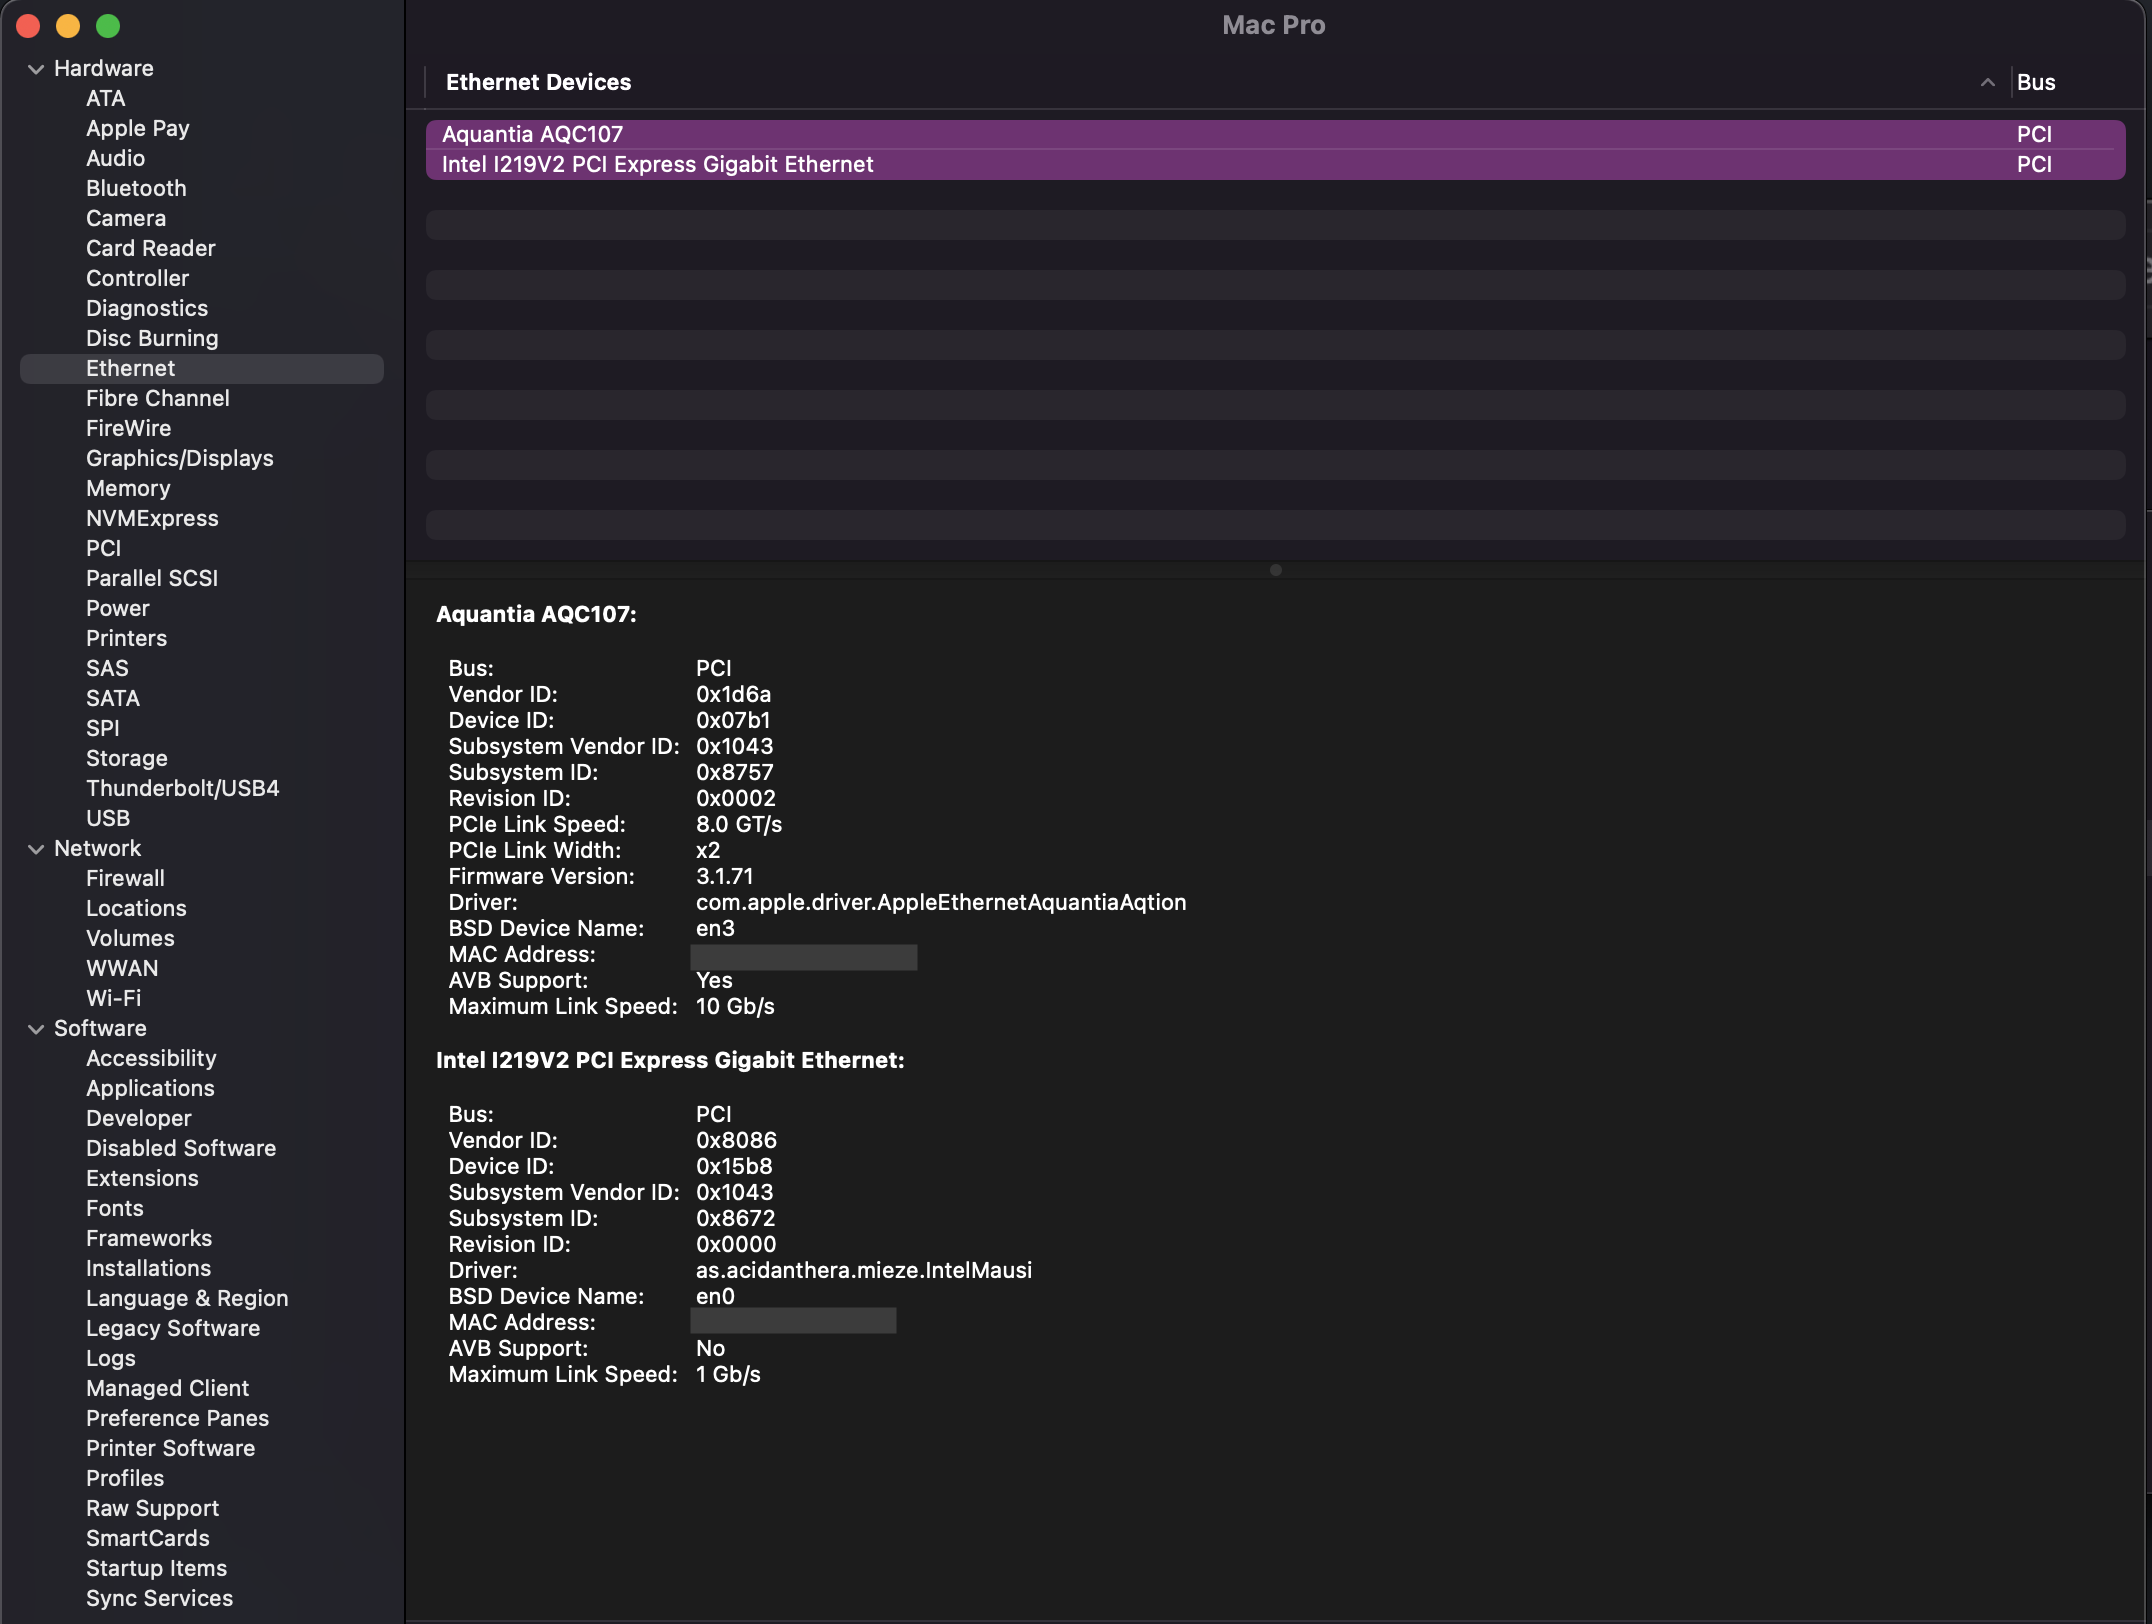 Mac Pro
Hardware
ATA
Apple Pay
Audio
Bluetooth
Camera
Card Reader
Controller
Diagnostics
Disc Burning
Ethernet
Fibre Channel
FireWire
Graphics/Displays
Memory
NVMExpress
PCI
Parallel SCSI
Power
Printers
SAS
SATA
SPI
Storage
Thunderbolt/USB4
USB
Network
Firewall
Locations
Volumes
WWAN
Wi-Fi
Software
Accessibility
Applications
Developer
Disabled Software
Extensions
Fonts
Frameworks
Installations
Language & Region
Legacy Software
Logs
Managed Client
Preference Panes
Printer Software
Profiles
Raw Support
SmartCards
Startup Items
Sync Services
Ethernet Devices Bus
Aquantia AQC107 PCI
Intel I219V2 PCI Express Gigabit Ethernet PCI
Aquantia AQC107:
Bus: PCI
Vendor ID: 0x1d6a
Device ID: 0x07b1
Subsystem Vendor ID: 0x1043
Subsystem ID: 0x8757
Revision ID: 0x0002
PCIe Link Speed: 8.0 GT/s
PCIe Link Width: x2
Firmware Version: 3.1.71
Driver: com.apple.driver.AppleEthernetAquantiaAqtion
BSD Device Name: en3
MAC Address:
AVB Support: Yes
Maximum Link Speed: 10 Gb/s
Intel I219V2 PCI Express Gigabit Ethernet:
Bus: PCI
Vendor ID: 0x8086
Device ID: 0x15b8
Subsystem Vendor ID: 0x1043
Subsystem ID: 0x8672
Revision ID: 0x0000
Driver: as.acidanthera.mieze.IntelMausi
BSD Device Name: en0
MAC Address:
AVB Support: No
Maximum Link Speed: 1 Gb/s